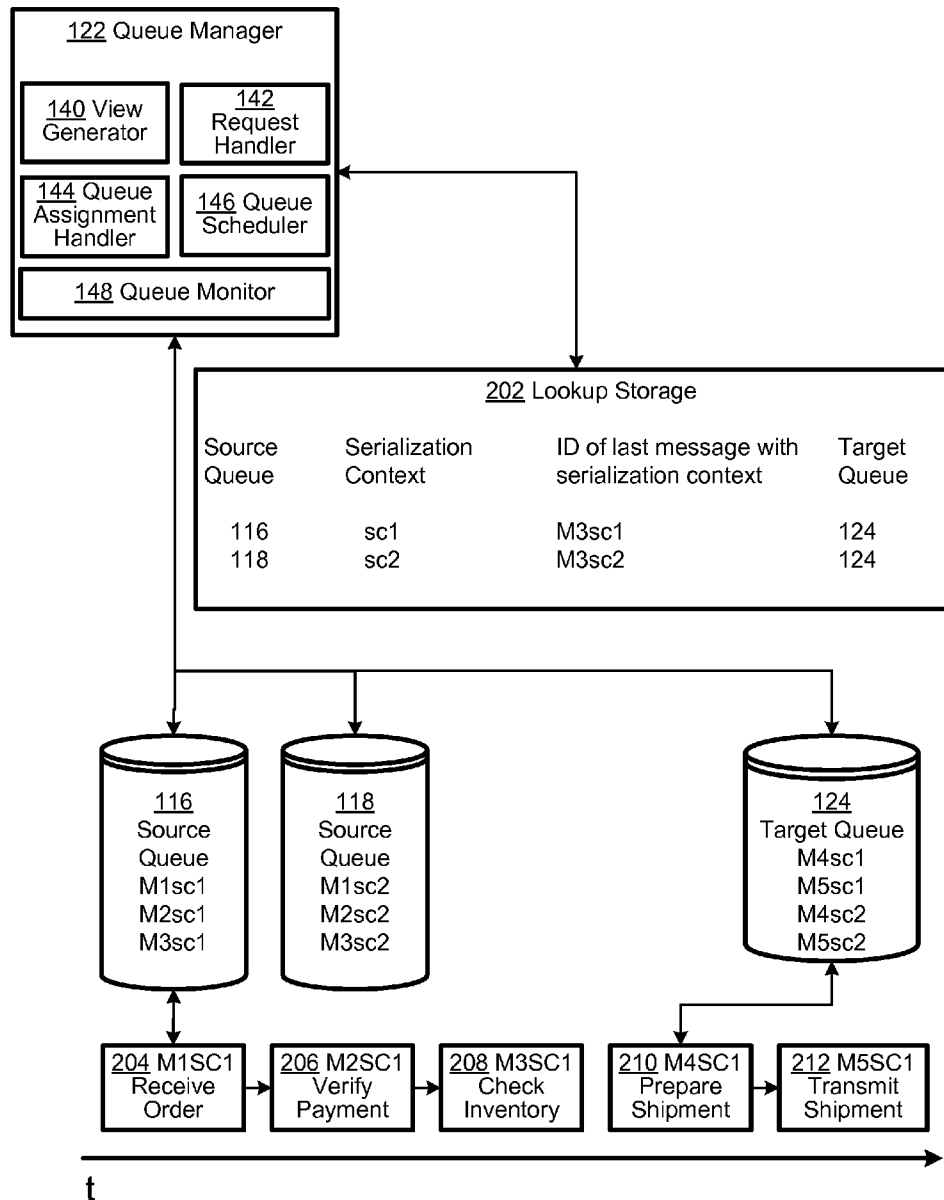 122 Queue Manager
140 View
Generator
142
Request
Handler
144 Queue
Assignment
Handler
146 Queue
Scheduler
148 Queue Monitor
202 Lookup Storage
Source
Queue
Serialization
Context
ID of last message with
serialization context
Target
Queue
116 sc1 M3sc1 124
118 sc2 M3sc2 124
116
Source
Queue
M1sc1
M2sc1
M3sc1
118
Source
Queue
M1sc2
M2sc2
M3sc2
124
Target Queue
M4sc1
M5sc1
M4sc2
M5sc2
204 M1SC1
Receive
Order
206 M2SC1
Verify
Payment
208 M3SC1
Check
Inventory
210 M4SC1
Prepare
Shipment
212 M5SC1
Transmit
Shipment
t